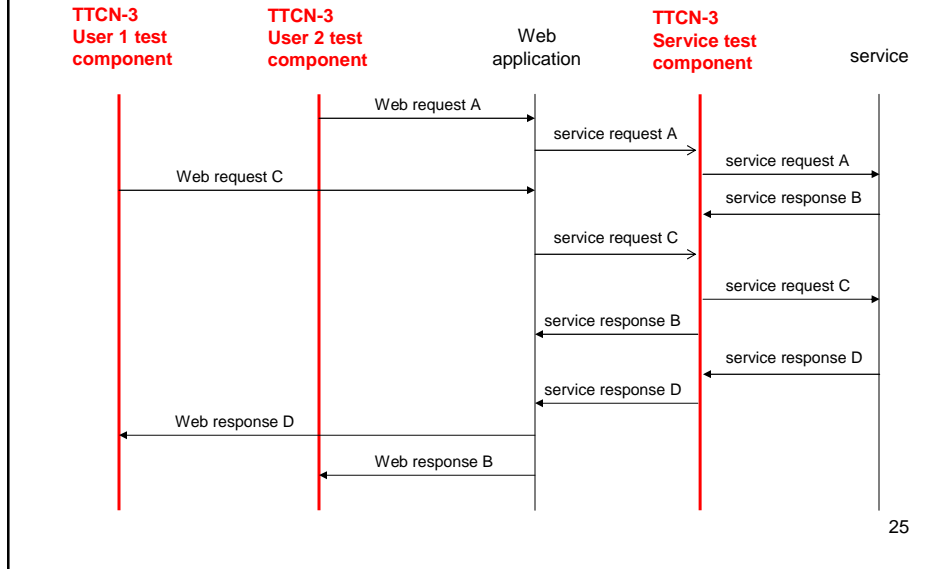 TTCN-3
User 1 test
component
TTCN-3
User 2 test
component
Web
application
TTCN-3
Service test
component
service
Web request A
service request A
service request A
Web request C
service response B
service request C
service request C
service response B
service response D
service response D
Web response D
Web response B
25